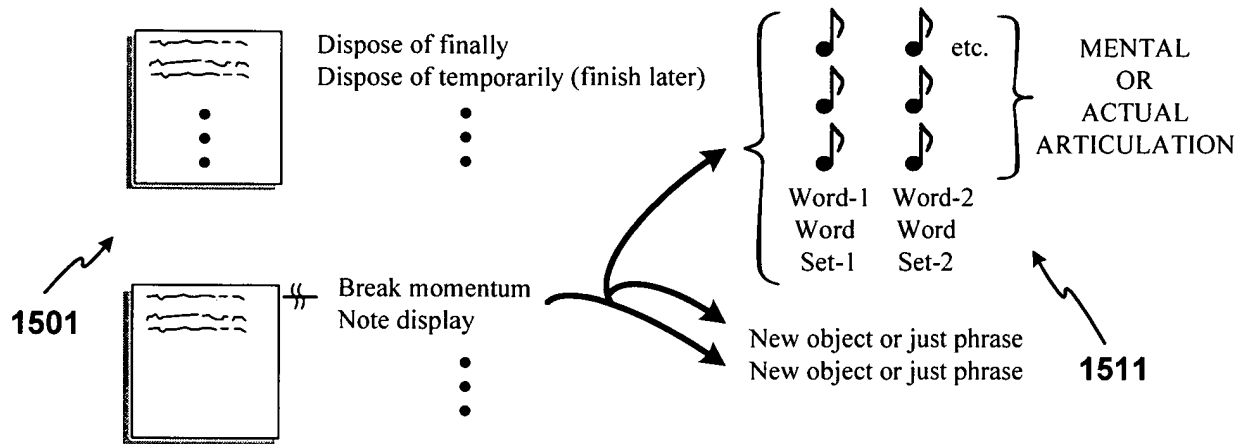 Dispose of finally
Dispose of temporarily (finish later)
etc.
MENTAL
OR
ACTUAL
ARTICULATION
Word-1 Word-2
Word Word
Set-1 Set-2
1501
Break momentum
Note display
New object or just phrase
New object or just phrase
1511